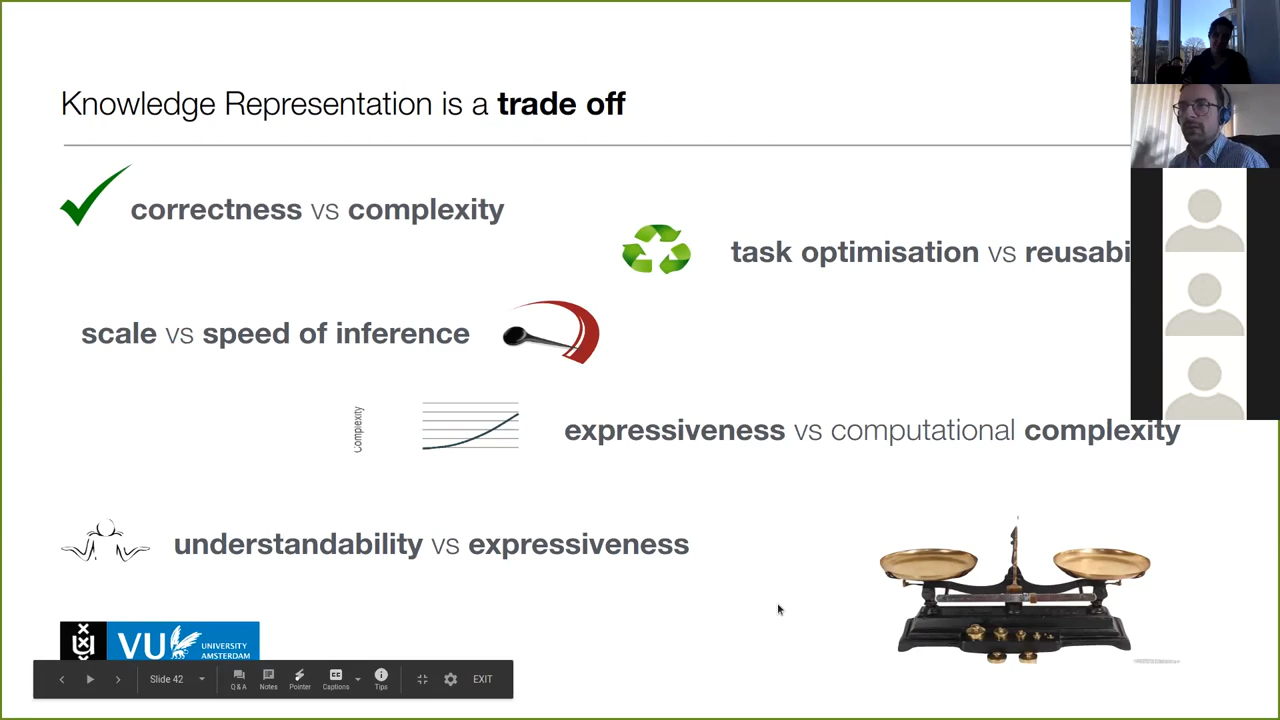 Knowledge Representation is a trade off
correctness vs complexity
task optimisation vs reusabi
scale vs speed of inference
complexity
expressiveness vs computational complexity
understandability vs expressiveness
VU UNIVERSITY
AMSTERDAM
Slide 42
Q & A
Notes
Pointer
Captions
Tips
EXIT